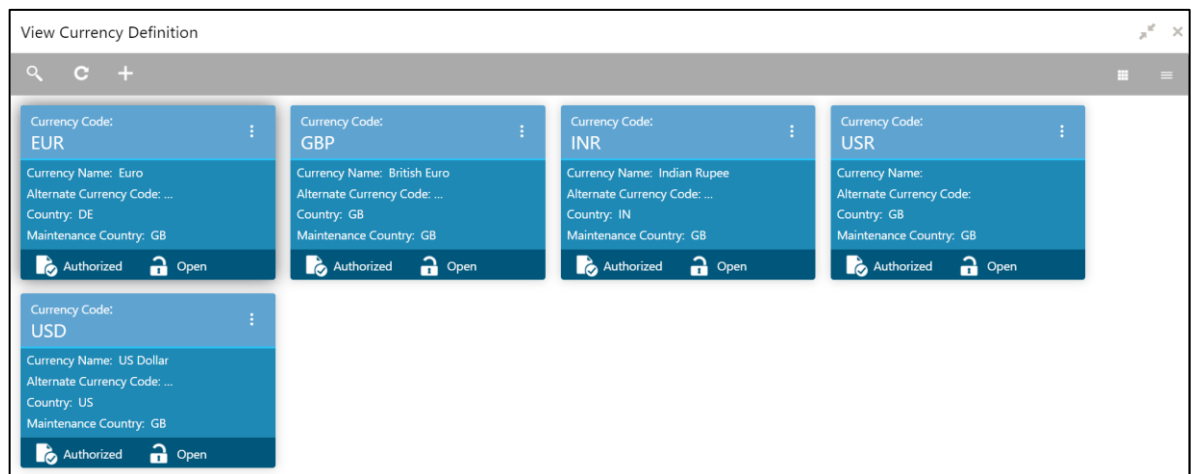 View Currency Definition
Currency Code:
EUR
Currency Name: Euro
Alternate Currency Code: ...
Country: DE
Maintenance Country: GB
Authorized Open
Currency Code:
GBP
Currency Name: British Euro
Alternate Currency Code: ...
Country: GB
Maintenance Country: GB
Authorized Open
Currency Code:
INR
Currency Name: Indian Rupee
Alternate Currency Code: ...
Country: IN
Maintenance Country: GB
Authorized Open
Currency Code:
USR
Currency Name:
Alternate Currency Code:
Country: GB
Maintenance Country: GB
Authorized Open
Currency Code:
USD
Currency Name: US Dollar
Alternate Currency Code: ...
Country: US
Maintenance Country: GB
Authorized Open